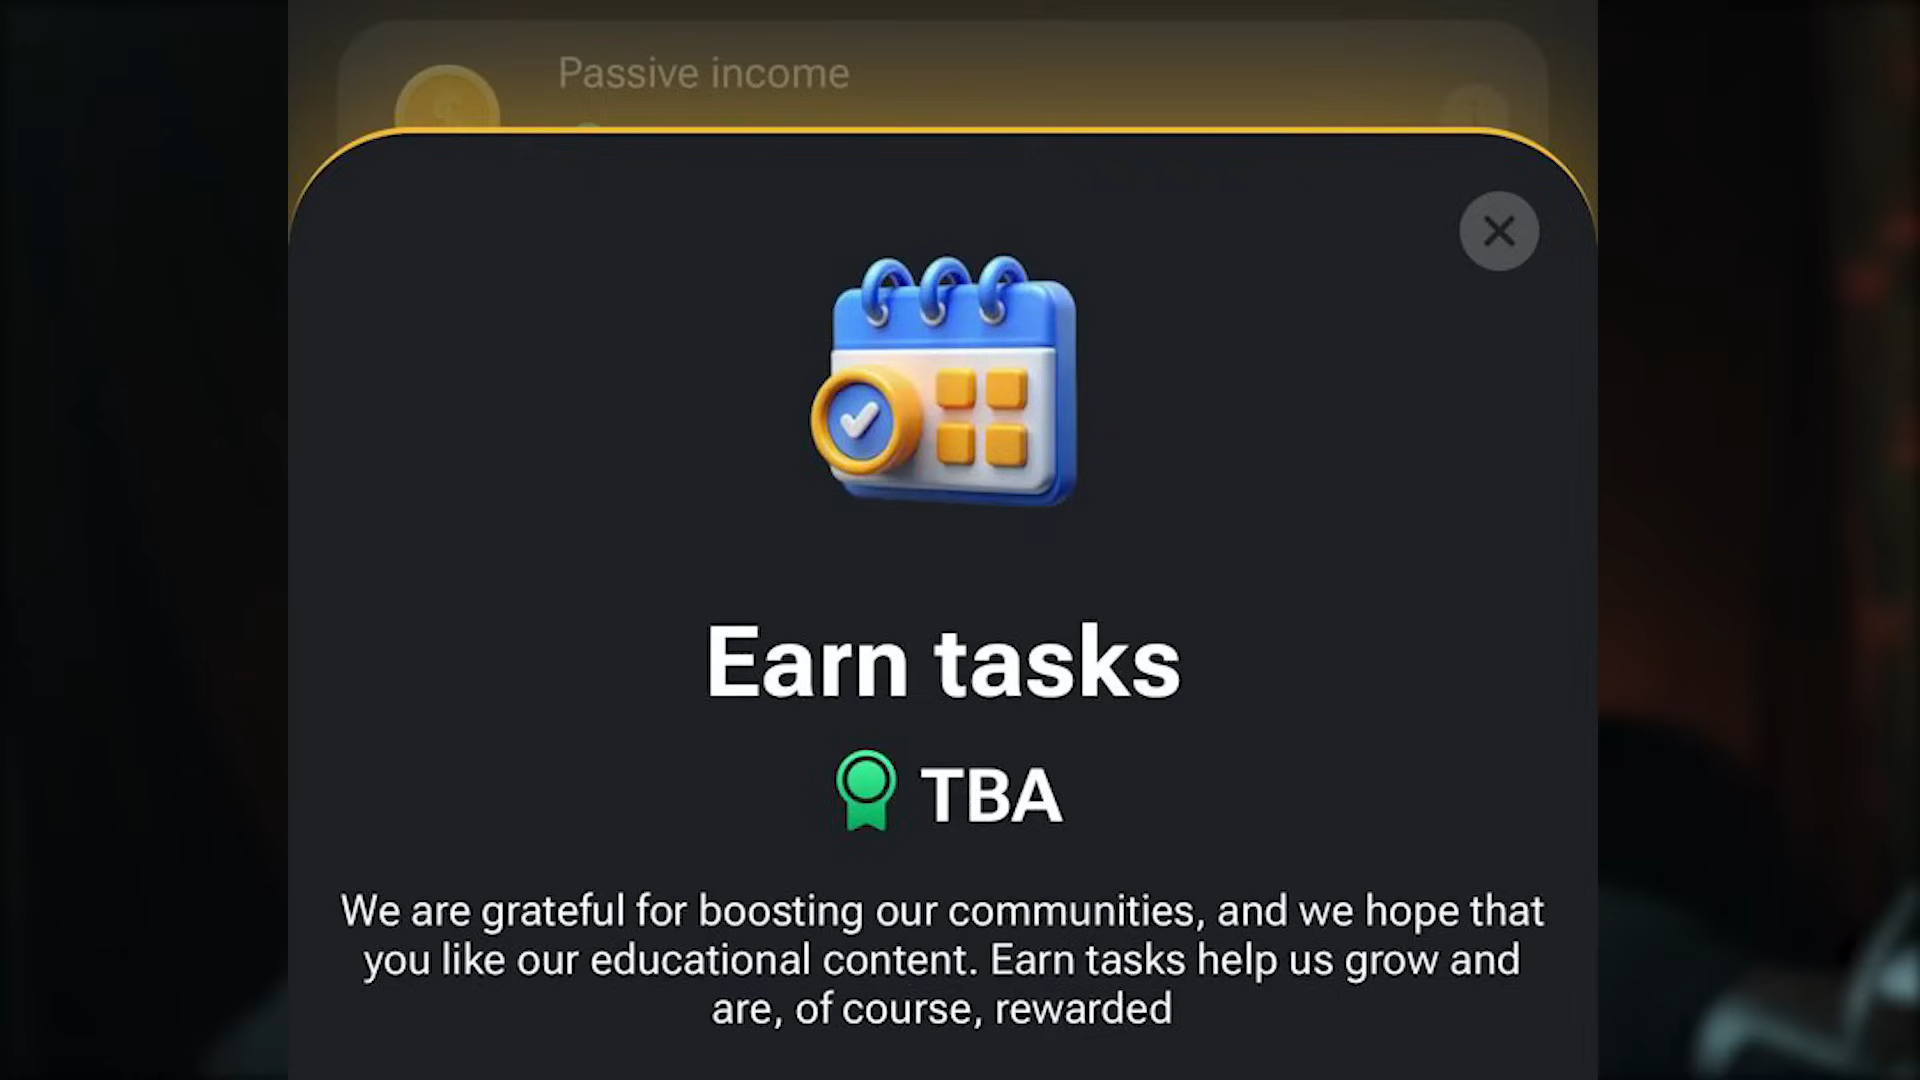 Passive income
Earn tasks
TBA
We are grateful for boosting our communities, and we hope that
you like our educational content. Earn tasks help us grow and
are, of course, rewarded